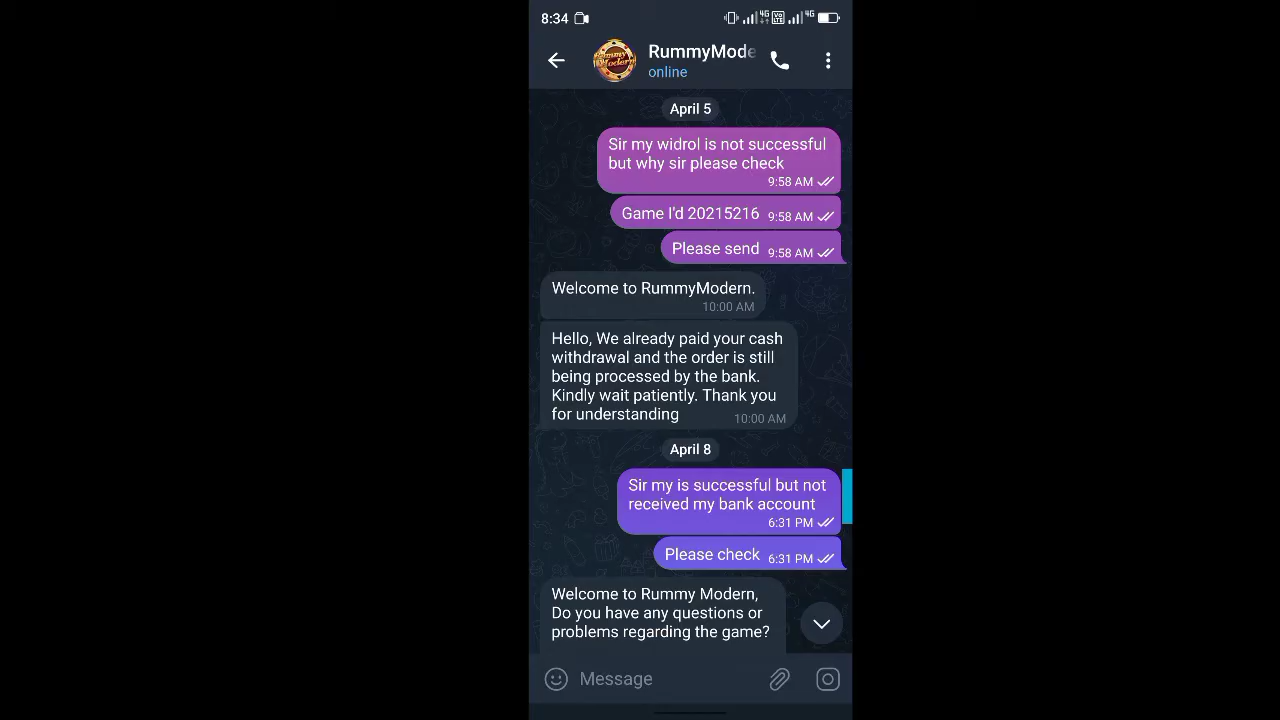 8:34
4G VO LTE 4G
RummyMode
online
April 5
Sir my widrol is not successful
but why sir please check
9:58 AM
Game I'd 20215216 9:58 AM
Please send 9:58 AM
Welcome to RummyModern.
10:00 AM
Hello, We already paid your cash
withdrawal and the order is still
being processed by the bank.
Kindly wait patiently. Thank you
for understanding 10:00 AM
April 8
Sir my is successful but not
received my bank account
6:31 PM
Please check 6:31 PM
Welcome to Rummy Modern,
Do you have any questions or
problems regarding the game?
Message